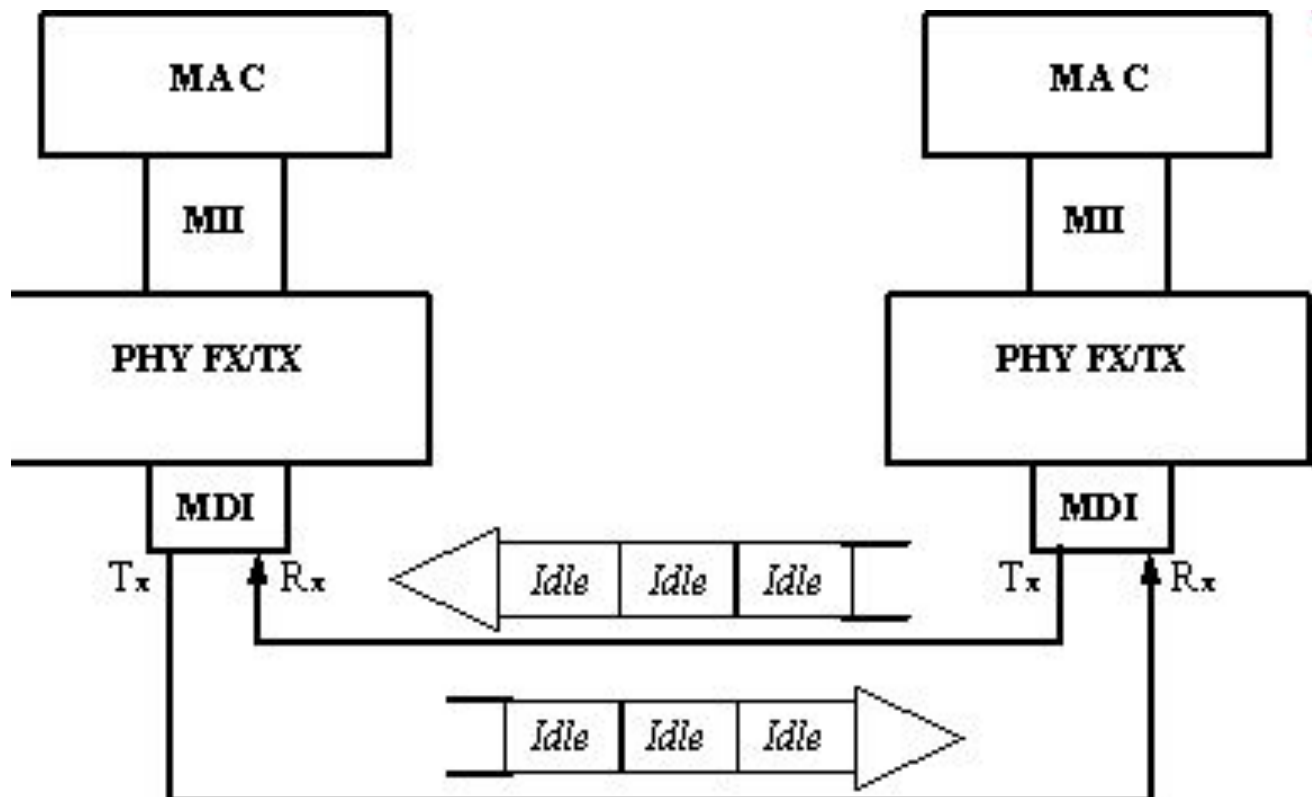 MAC
MAC
MII
MII
PHY FX/TX
PHY FX/TX
MDI
MDI
Tx
Rx
Idle Idle Idle
Tx
Rx
Idle Idle Idle